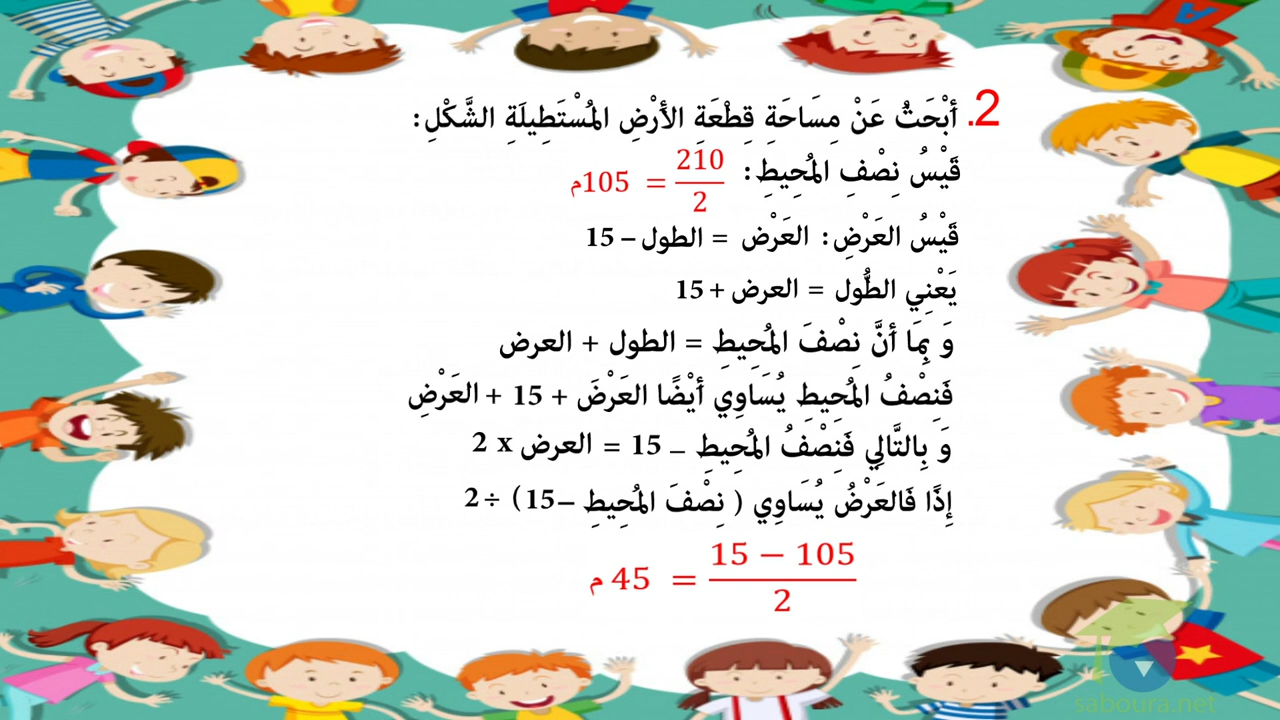 2. أَبْحَثُ عَنْ مِسَاحَةِ قِطْعَةِ الأَرْضِ المُسْتَطِيلَةِ الشَّكْلِ:
قَيْسُ نِصْفِ المُحِيطِ: 210/2 = 105م
قَيْسُ العَرْضِ: العَرْض = الطول – 15
يَعْنِي الطُّول = العرض + 15
وَ بِمَا أَنَّ نِصْفَ المُحِيطِ = الطول + العرض
فَنِصْفُ المُحِيطِ يُسَاوِي أَيْضًا العَرْضَ + 15 + العَرْضِ
وَ بِالتَّالِي فَنِصْفُ المُحِيطِ – 15 = العرض x 2
إِذًا فَالعَرْضُ يُسَاوِي ( نِصْفَ المُحِيطِ – 15) ÷ 2
15 − 105 / 2 = 45 م
saboura.net